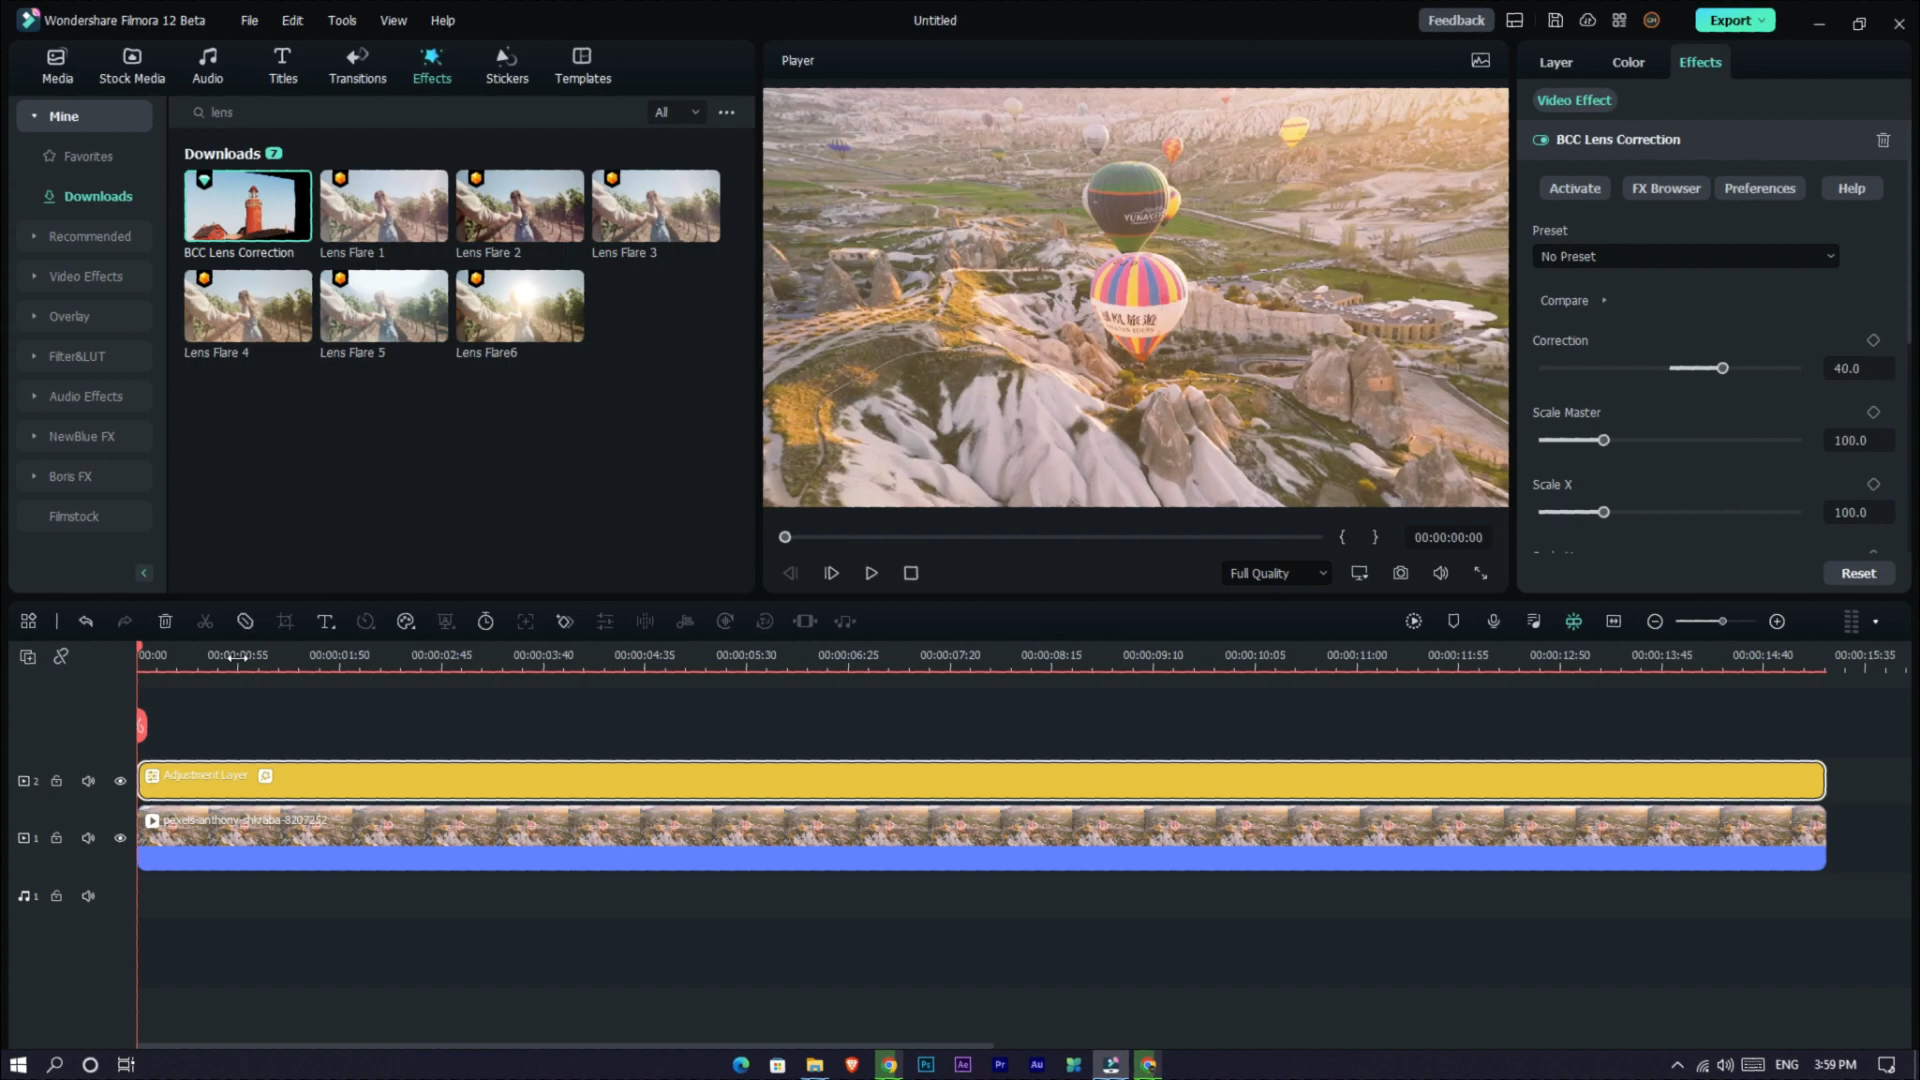 Wondershare Filmora 12 Beta
File
Edit
Tools
View
Help
Untitled
Feedback
Export
Media
Stock Media
Audio
Titles
Transitions
Effects
Stickers
Templates
Player
Layer
Color
Effects
Mine
lens
All
Video Effect
Favorites
Downloads
Recommended
Video Effects
Overlay
Filter&LUT
Audio Effects
NewBlue FX
Boris FX
Filmstock
Downloads 7
BCC Lens Correction
Lens Flare 1
Lens Flare 2
Lens Flare 3
Lens Flare 4
Lens Flare 5
Lens Flare6
BCC Lens Correction
Activate
FX Browser
Preferences
Help
Preset
No Preset
Compare
Correction
40.0
Scale Master
100.0
Scale X
100.0
Reset
00:00:00:00
Full Quality
00:00
00:00:00:55
00:00:01:50
00:00:02:45
00:00:03:40
00:00:04:35
00:00:05:30
00:00:06:25
00:00:07:20
00:00:08:15
00:00:09:10
00:00:10:05
00:00:11:00
00:00:11:55
00:00:12:50
00:00:13:45
00:00:14:40
00:00:15:35
2
Adjustment Layer
1
pexels-anthony-shkraba-8207252
1
Ps
Ae
Pr
Au
ENG
3:59 PM